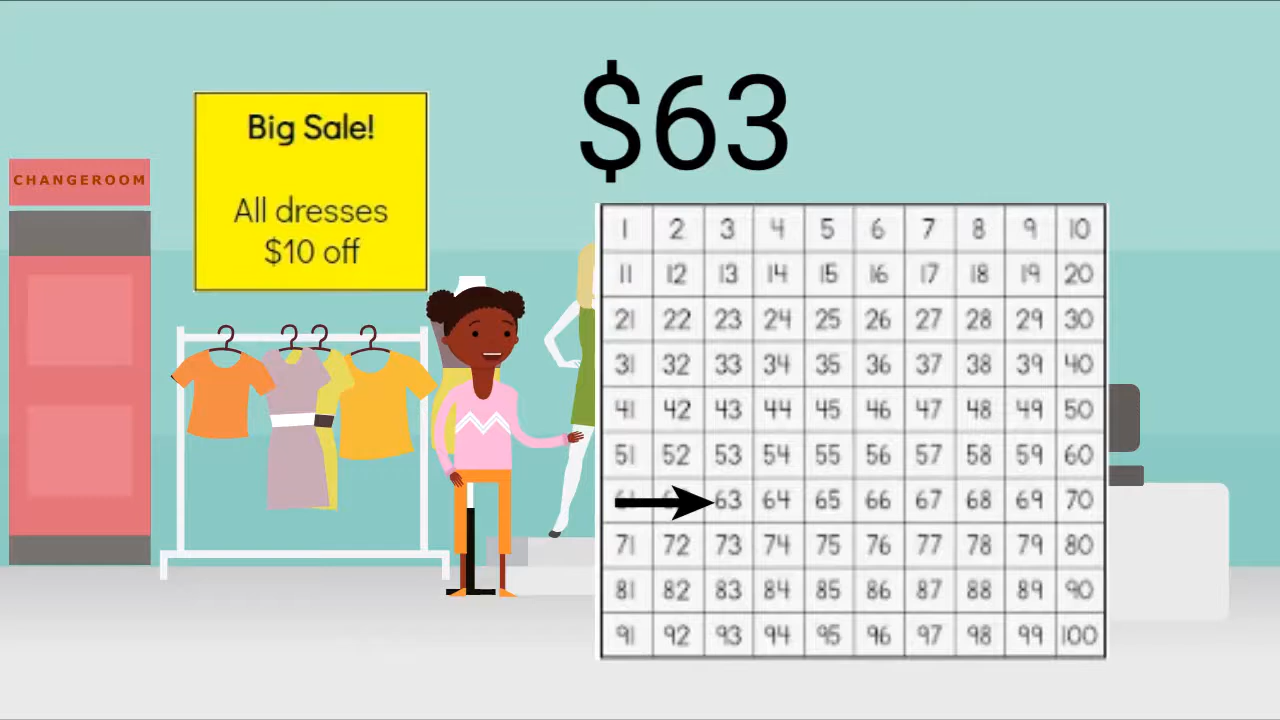 $63
Big Sale!
CHANGEROOM
All dresses
$10 off
1 2 3 4 5 6 7 8 9 10
11 12 13 14 15 16 17 18 19 20
21 22 23 24 25 26 27 28 29 30
31 32 33 34 35 36 37 38 39 40
41 42 43 44 45 46 47 48 49 50
51 52 53 54 55 56 57 58 59 60
63 64 65 66 67 68 69 70
71 72 73 74 75 76 77 78 79 80
81 82 83 84 85 86 87 88 89 90
91 92 93 94 95 96 97 98 99 100